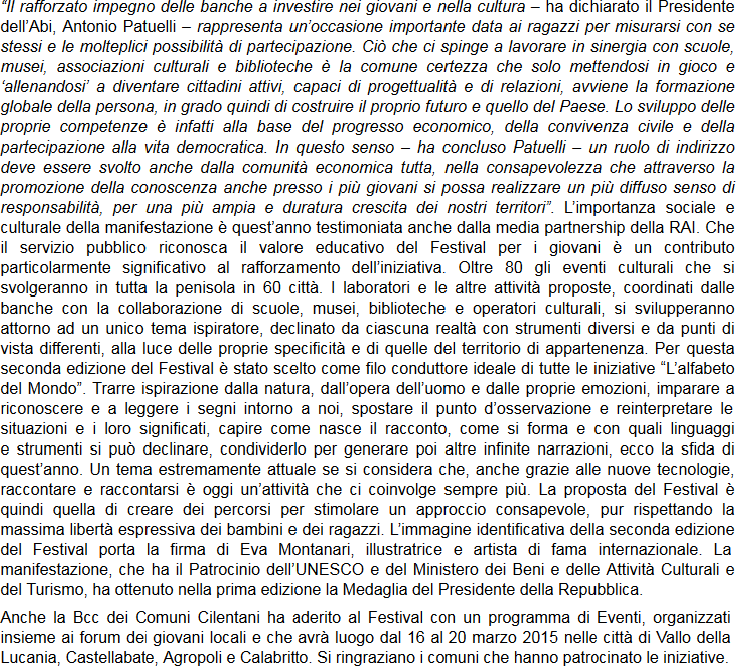 “Il rafforzato impegno delle banche a investire nei giovani e nella cultura – ha dichiarato il Presidente
dell’Abi, Antonio Patuelli – rappresenta un’occasione importante data ai ragazzi per misurarsi con se
stessi e le molteplici possibilità di partecipazione. Ciò che ci spinge a lavorare in sinergia con scuole,
musei, associazioni culturali e biblioteche è la comune certezza che solo mettendosi in gioco e
‘allenandosi’ a diventare cittadini attivi, capaci di progettualità e di relazioni, avviene la formazione
globale della persona, in grado quindi di costruire il proprio futuro e quello del Paese. Lo sviluppo delle
proprie competenze è infatti alla base del progresso economico, della convivenza civile e della
partecipazione alla vita democratica. In questo senso – ha concluso Patuelli – un ruolo di indirizzo
deve essere svolto anche dalla comunità economica tutta, nella consapevolezza che attraverso la
promozione della conoscenza anche presso i più giovani si possa realizzare un più diffuso senso di
responsabilità, per una più ampia e duratura crescita dei nostri territori”. L’importanza sociale e
culturale della manifestazione è quest’anno testimoniata anche dalla media partnership della RAI. Che
il servizio pubblico riconosca il valore educativo del Festival per i giovani è un contributo
particolarmente significativo al rafforzamento dell’iniziativa. Oltre 80 gli eventi culturali che si
svolgeranno in tutta la penisola in 60 città. I laboratori e le altre attività proposte, coordinati dalle
banche con la collaborazione di scuole, musei, biblioteche e operatori culturali, si svilupperanno
attorno ad un unico tema ispiratore, declinato da ciascuna realtà con strumenti diversi e da punti di
vista differenti, alla luce delle proprie specificità e di quelle del territorio di appartenenza. Per questa
seconda edizione del Festival è stato scelto come filo conduttore ideale di tutte le iniziative “L’alfabeto
del Mondo”. Trarre ispirazione dalla natura, dall’opera dell’uomo e dalle proprie emozioni, imparare a
riconoscere e a leggere i segni intorno a noi, spostare il punto d’osservazione e reinterpretare le
situazioni e i loro significati, capire come nasce il racconto, come si forma e con quali linguaggi
e strumenti si può declinare, condividerlo per generare poi altre infinite narrazioni, ecco la sfida di
quest’anno. Un tema estremamente attuale se si considera che, anche grazie alle nuove tecnologie,
raccontare e raccontarsi è oggi un’attività che ci coinvolge sempre più. La proposta del Festival è
quindi quella di creare dei percorsi per stimolare un approccio consapevole, pur rispettando la
massima libertà espressiva dei bambini e dei ragazzi. L’immagine identificativa della seconda edizione
del Festival porta la firma di Eva Montanari, illustratrice e artista di fama internazionale. La
manifestazione, che ha il Patrocinio dell’UNESCO e del Ministero dei Beni e delle Attività Culturali e
del Turismo, ha ottenuto nella prima edizione la Medaglia del Presidente della Repubblica.
Anche la Bcc dei Comuni Cilentani ha aderito al Festival con un programma di Eventi, organizzati
insieme ai forum dei giovani locali e che avrà luogo dal 16 al 20 marzo 2015 nelle città di Vallo della
Lucania, Castellabate, Agropoli e Calabritto. Si ringraziano i comuni che hanno patrocinato le iniziative.